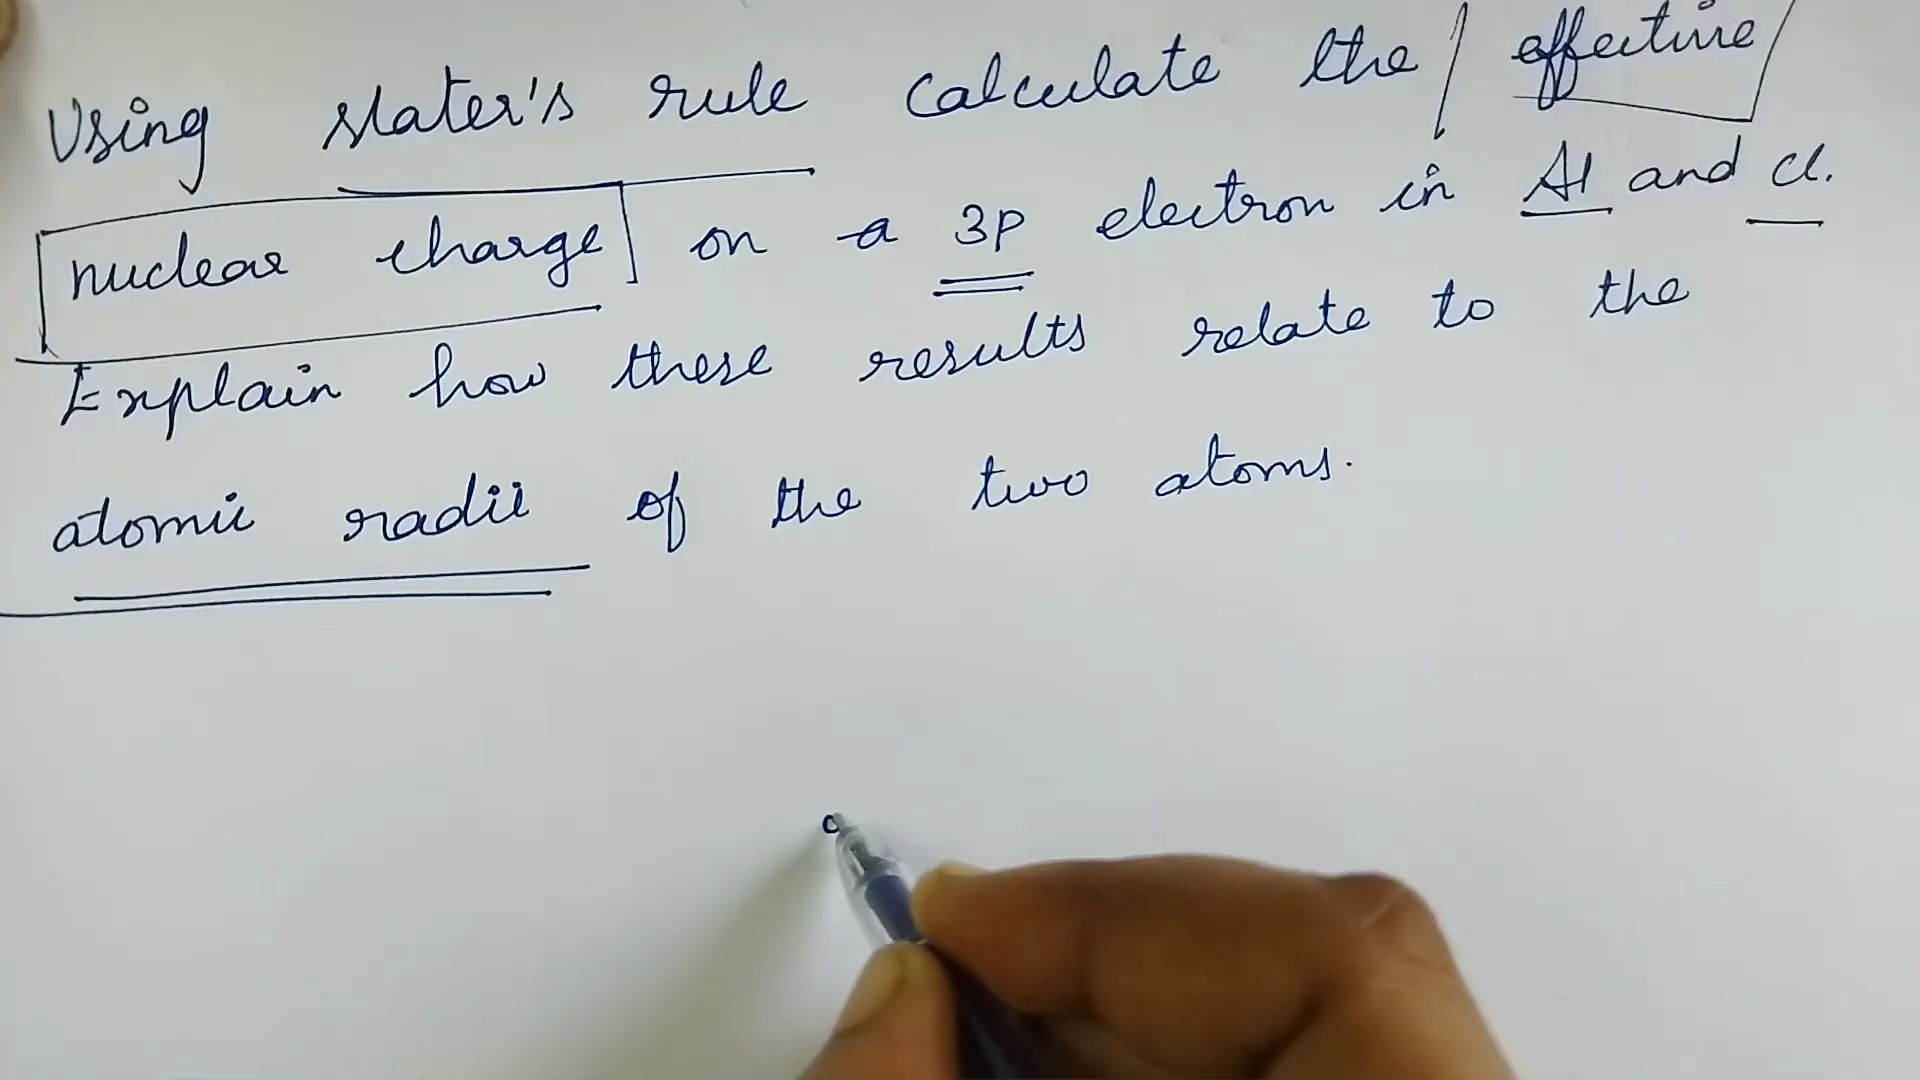 Using slater's rule calculate the effective
nuclear charge on a 3p electron in Al and Cl.
Explain how these results relate to the
atomic radii of the two atoms.